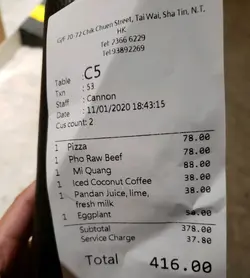 G/F 70-72 Chik Chuen Street, Tai Wai, Sha Tin, N.T.
HK
Tel: 2366 6229
Tel 93892269
Table : C5
Txn : 53
Staff : Cannon
Date : 11/01/2020 18:43:15
Cus count: 2
1 Pizza 78.00
1 Pho Raw Beef 78.00
1 Mi Quang 88.00
1 Iced Coconut Coffee 38.00
1 Pandan Juice, lime, 38.00
fresh milk
1 Eggplant 58.00
Subtotal 378.00
Service Charge 37.80
Total 416.00